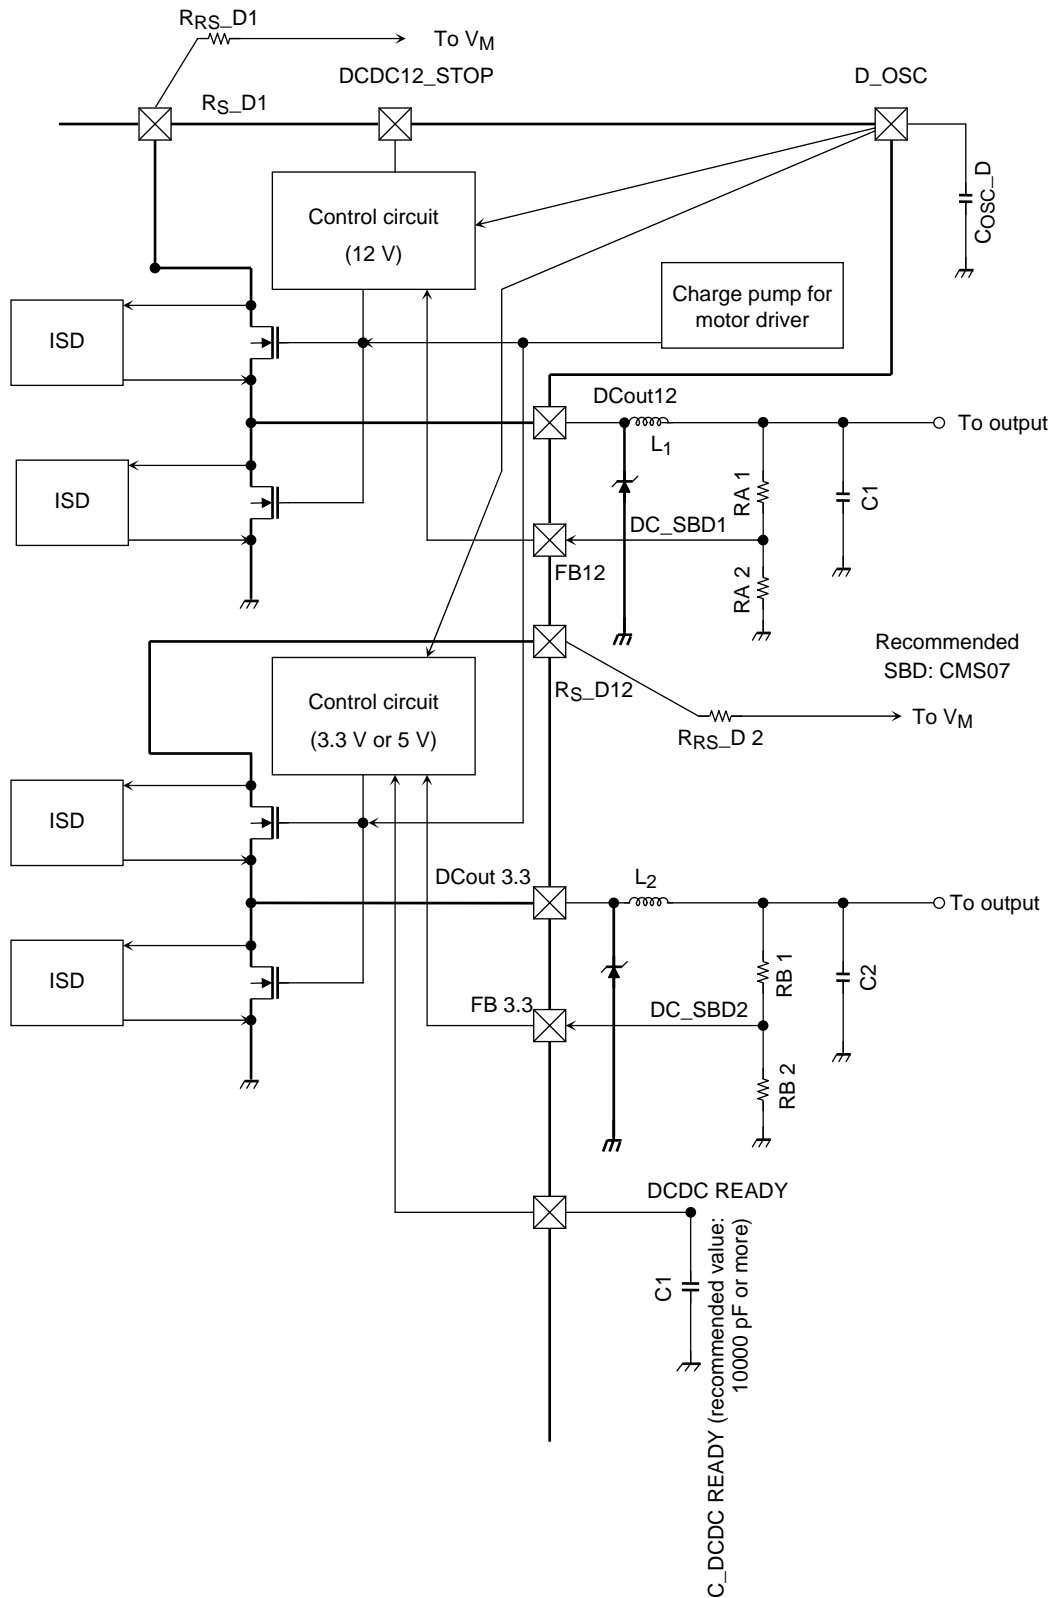 RRS_D1
To VM
DCDC12_STOP
D_OSC
RS_D1
COSC_D
Control circuit
(12 V)
Charge pump for
motor driver
ISD
DCout12
To output
L1
ISD
RA 1
C1
DC_SBD1
FB12
RA 2
Recommended
SBD: CMS07
RS_D12
Control circuit
(3.3 V or 5 V)
To VM
RRS_D 2
ISD
DCout 3.3
L2
To output
ISD
RB 1
C2
FB 3.3
DC_SBD2
RB 2
DCDC READY
C1
C_DCDC READY (recommended value:
10000 pF or more)